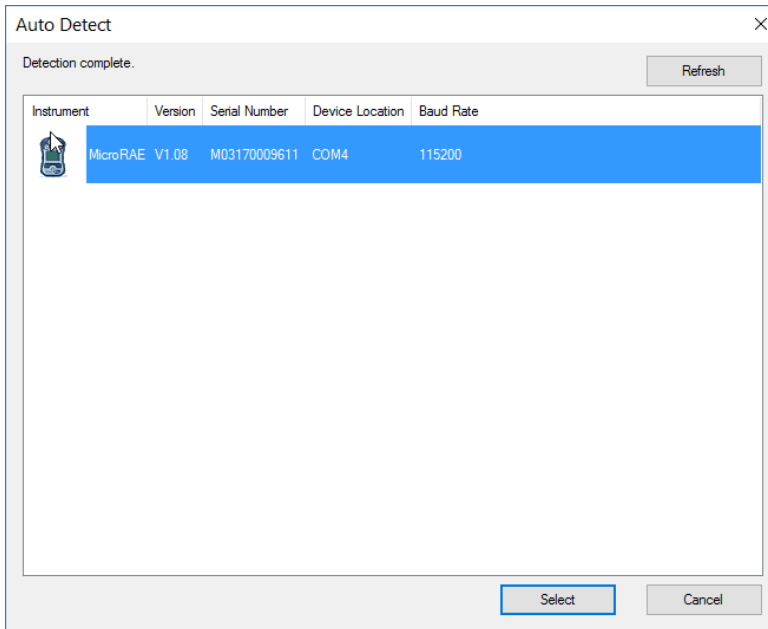 Auto Detect
Detection complete.
Refresh
Instrument Version Serial Number Device Location Baud Rate
MicroRAE V1.08 M03170009611 COM4 115200
Select Cancel